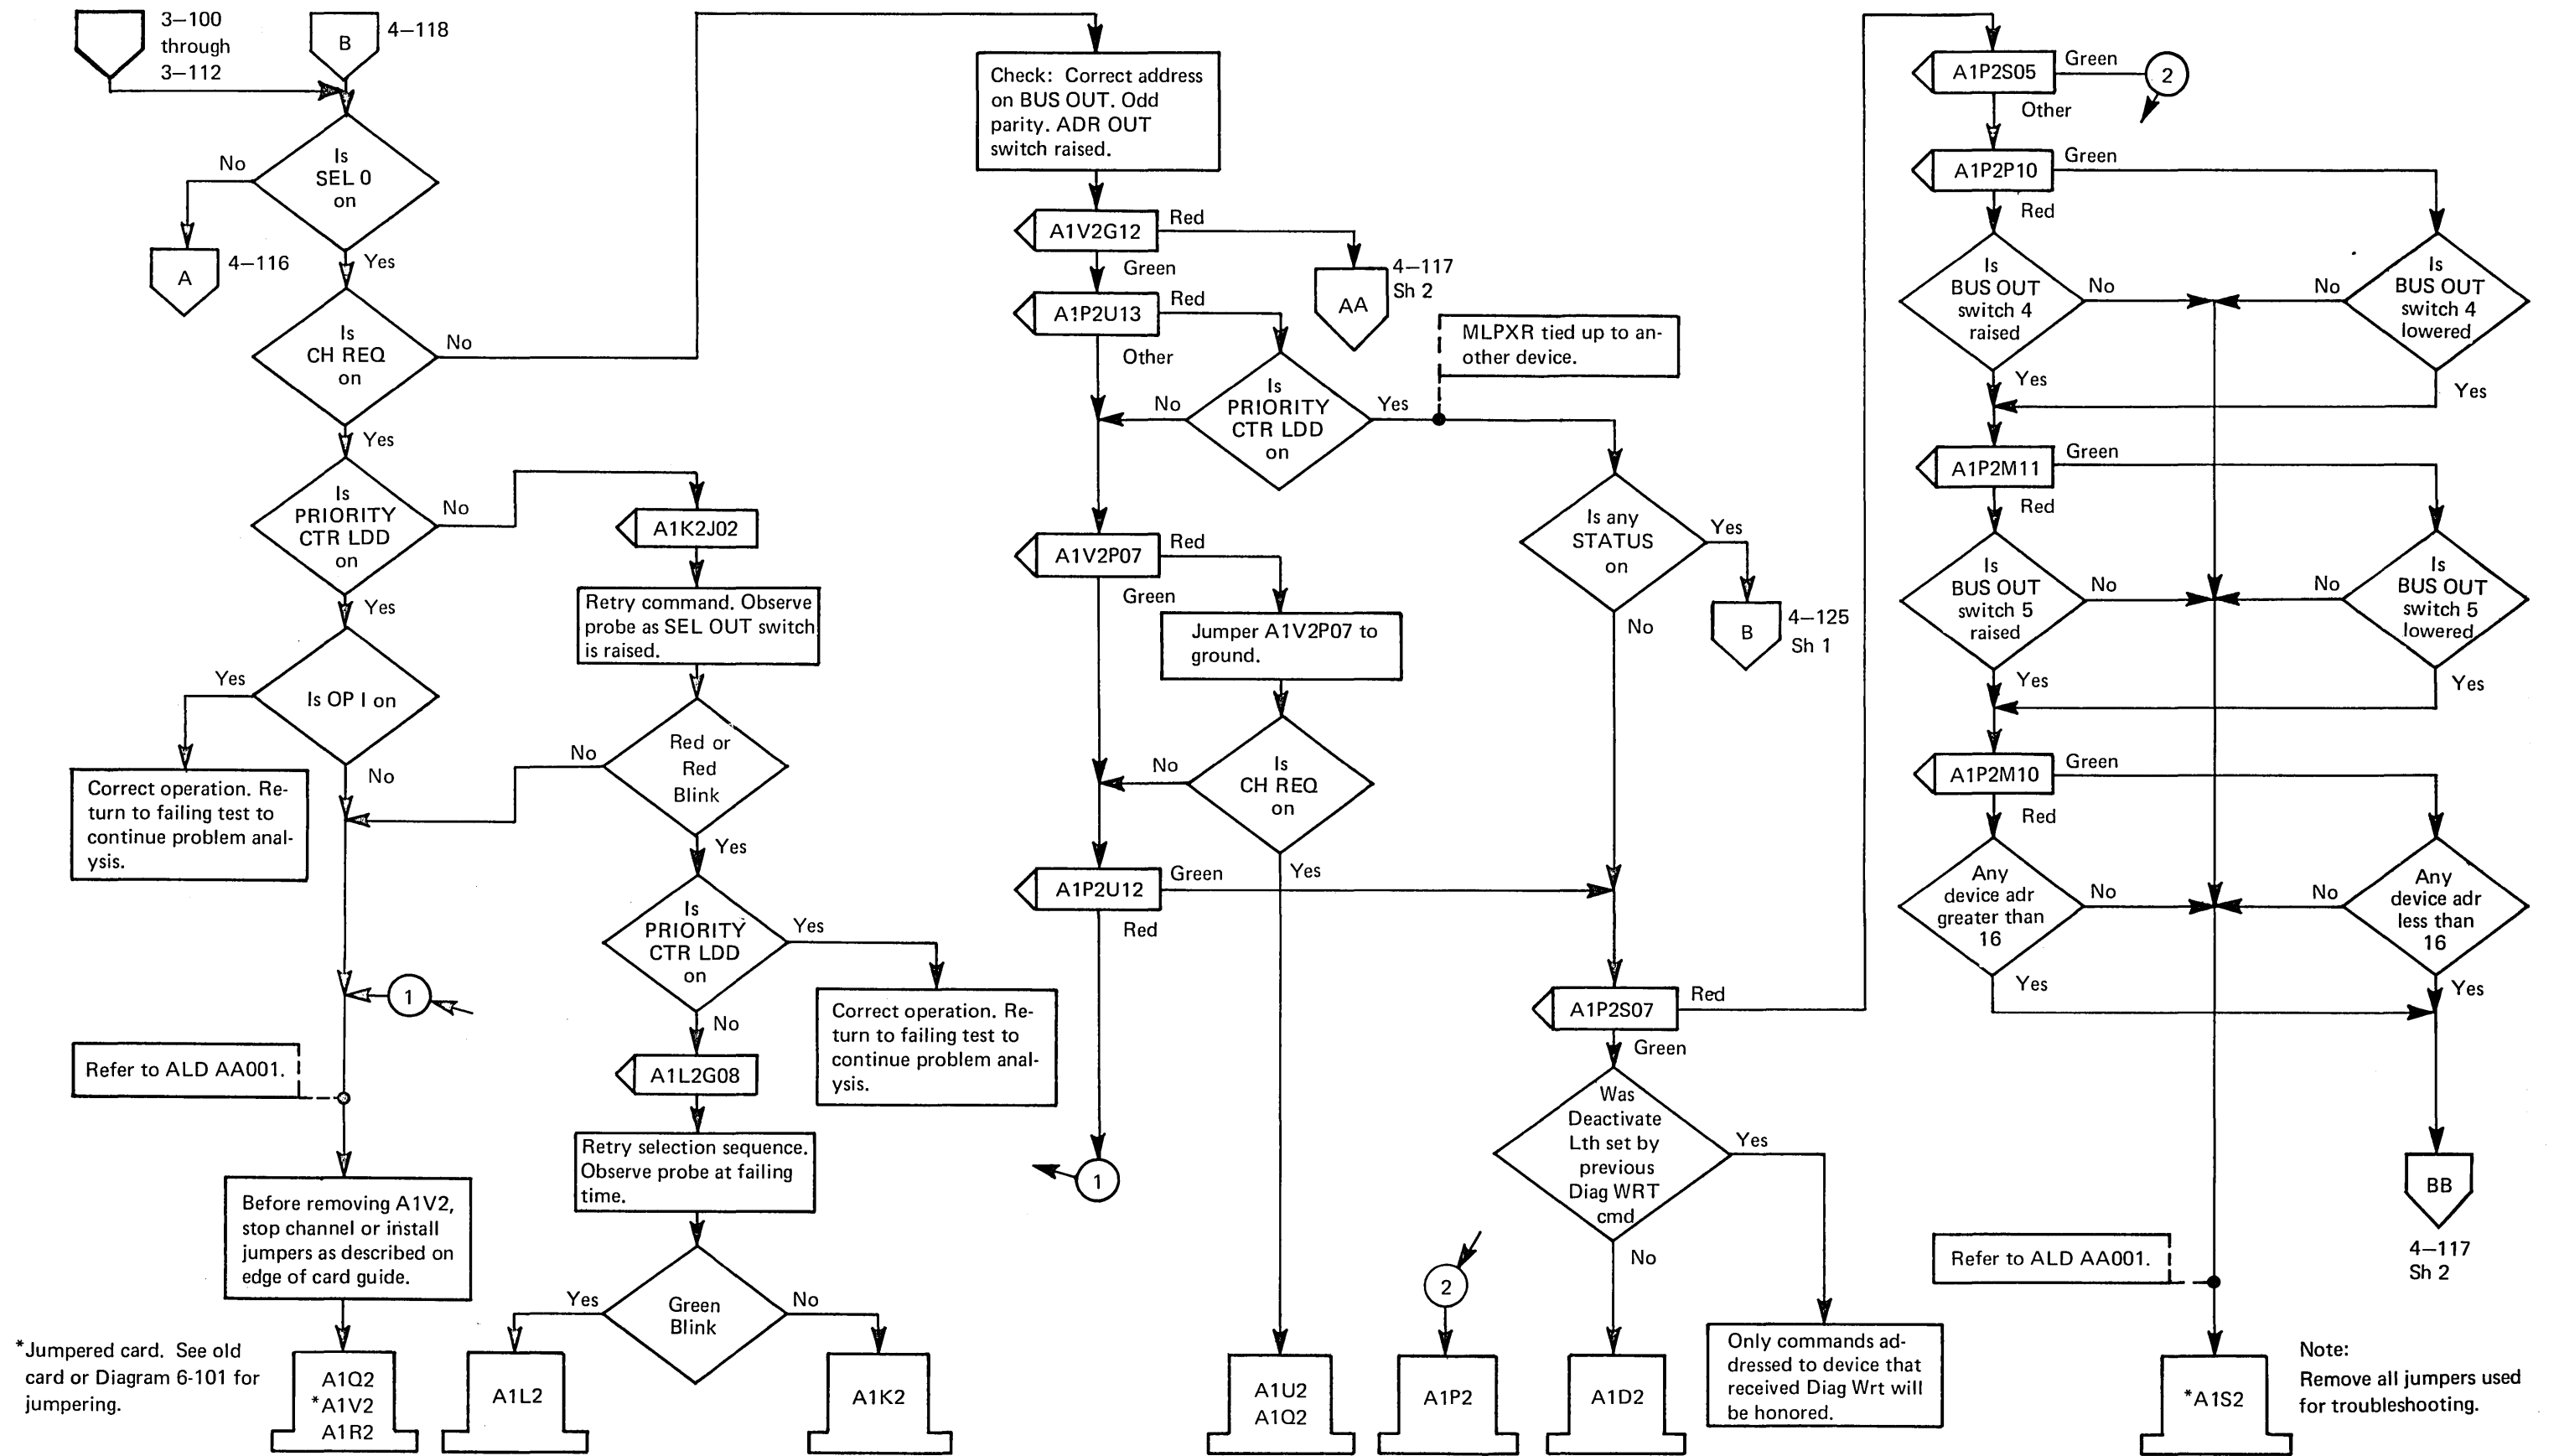 3–100
through
3–112
B
4–118
No
Is
SEL 0
on
Yes
A
4–116
Is
CH REQ
on
No
Yes
Is
PRIORITY
CTR LDD
on
No
Yes
Is OP I on
Yes
No
Correct operation. Re-
turn to failing test to
continue problem anal-
ysis.
1
Refer to ALD AA001.
Before removing A1V2,
stop channel or install
jumpers as described on
edge of card guide.
*Jumpered card. See old
card or Diagram 6-101 for
jumpering.
A1Q2
*A1V2
A1R2
A1K2J02
Retry command. Observe
probe as SEL OUT switch
is raised.
Red or
Red
Blink
No
Yes
Is
PRIORITY
CTR LDD
on
Yes
No
Correct operation. Re-
turn to failing test to
continue problem anal-
ysis.
A1L2G08
Retry selection sequence.
Observe probe at failing
time.
Green
Blink
Yes
No
A1L2
A1K2
Check: Correct address
on BUS OUT. Odd
parity. ADR OUT
switch raised.
A1V2G12
Red
Green
4–117
Sh 2
AA
A1P2U13
Red
Other
Is
PRIORITY
CTR LDD
on
No
Yes
MLPXR tied up to an-
other device.
Is any
STATUS
on
Yes
No
B
4–125
Sh 1
A1V2P07
Red
Green
Jumper A1V2P07 to
ground.
Is
CH REQ
on
No
Yes
A1P2U12
Green
Red
1
A1U2
A1Q2
2
A1P2
A1P2S07
Red
Green
Was
Deactivate
Lth set by
previous
Diag WRT
cmd
Yes
No
A1D2
Only commands ad-
dressed to device that
received Diag Wrt will
be honored.
A1P2S05
Green
2
Other
A1P2P10
Green
Red
Is
BUS OUT
switch 4
raised
No
Yes
Is
BUS OUT
switch 4
lowered
No
Yes
A1P2M11
Green
Red
Is
BUS OUT
switch 5
raised
No
Yes
Is
BUS OUT
switch 5
lowered
No
Yes
A1P2M10
Green
Red
Any
device adr
greater than
16
No
Yes
Any
device adr
less than
16
No
Yes
BB
4–117
Sh 2
Refer to ALD AA001.
*A1S2
Note:
Remove all jumpers used
for troubleshooting.